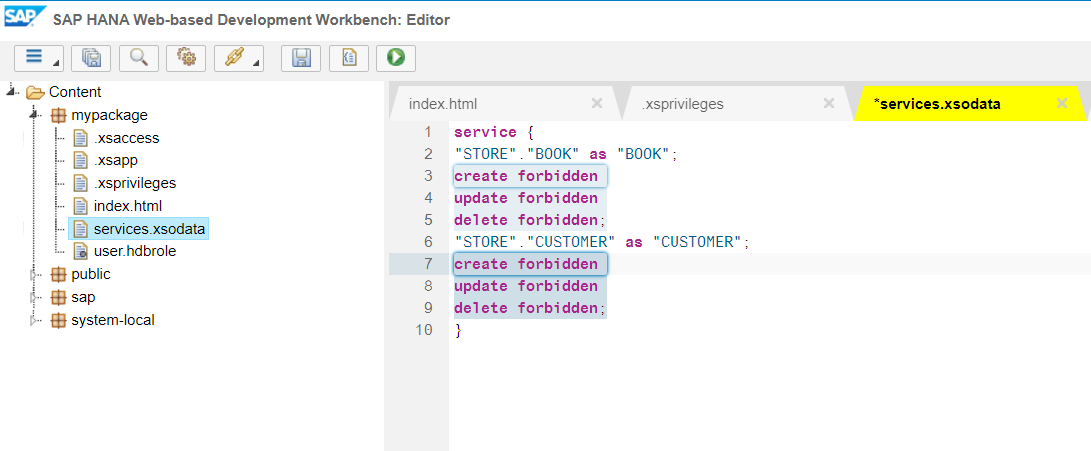 SAP SAP HANA Web-based Development Workbench: Editor
Content
mypackage
.xsaccess
.xsapp
.xsprivileges
index.html
services.xsodata
user.hdbrole
public
sap
system-local
index.html × .xsprivileges × *services.xsodata ×
1 service {
2 "STORE"."BOOK" as "BOOK";
3 create forbidden
4 update forbidden
5 delete forbidden;
6 "STORE"."CUSTOMER" as "CUSTOMER";
7 create forbidden
8 update forbidden
9 delete forbidden;
10 }